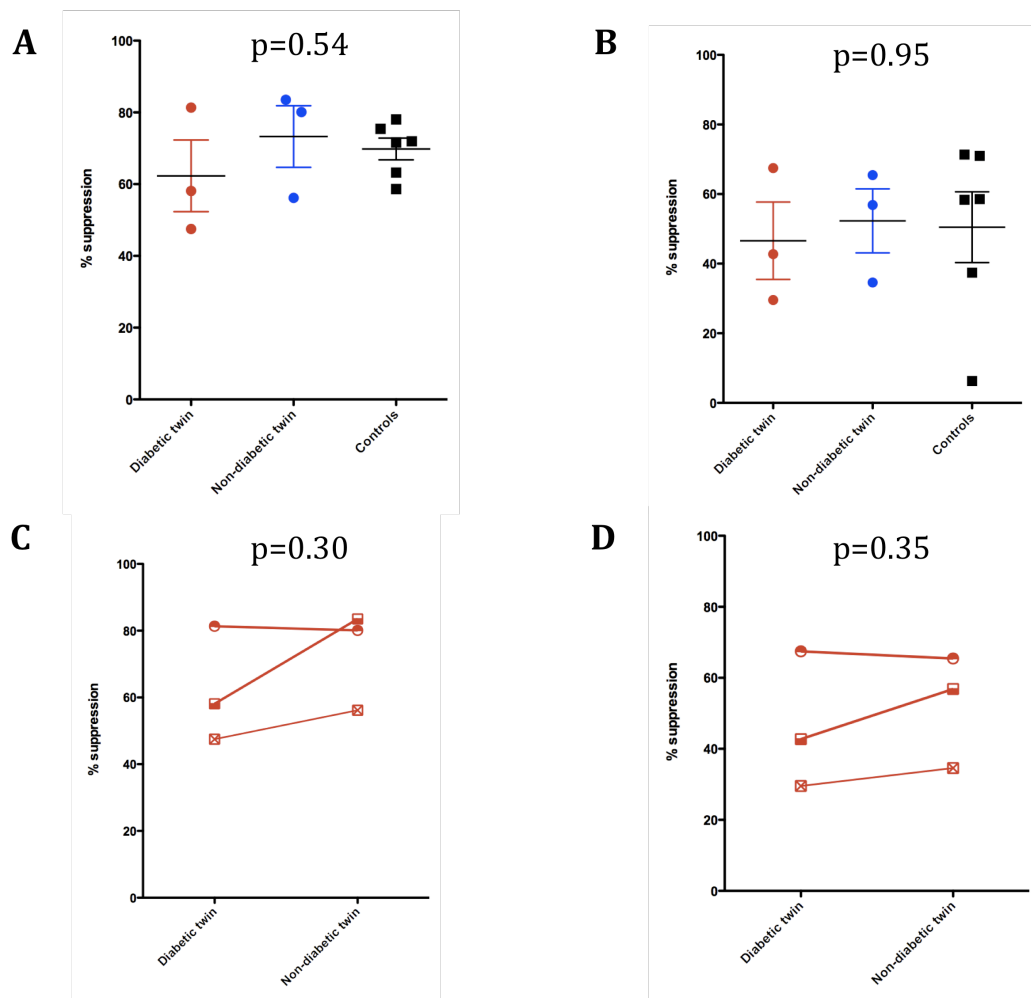 A
p=0.54
% suppression
100
80
60
40
20
0
Diabetic twin
Non-diabetic twin
Controls
B
p=0.95
% suppression
100
80
60
40
20
0
Diabetic twin
Non-diabetic twin
Controls
C
p=0.30
% suppression
100
80
60
40
20
0
Diabetic twin
Non-diabetic twin
D
p=0.35
% suppression
100
80
60
40
20
0
Diabetic twin
Non-diabetic twin